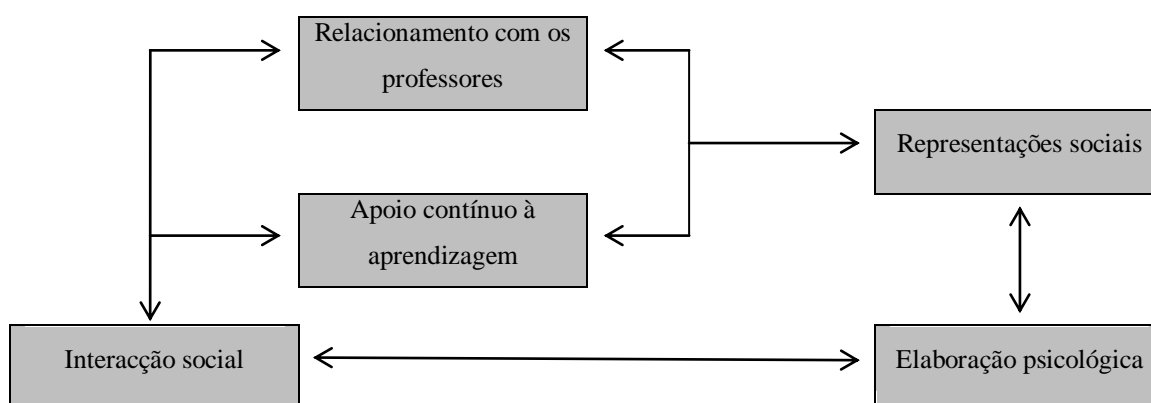 Relacionamento com os
professores
Representações sociais
Apoio contínuo à
aprendizagem
Interacção social
Elaboração psicológica